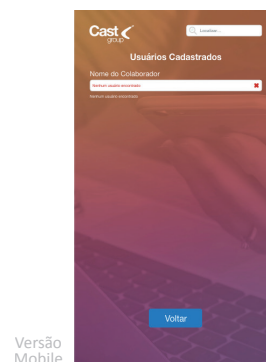 Cast
group
Localizar...
Usuários Cadastrados
Nome do Colaborador
Nenhum usuário encontrado
Nenhum usuário encontrado
Voltar
Versão
Mobile